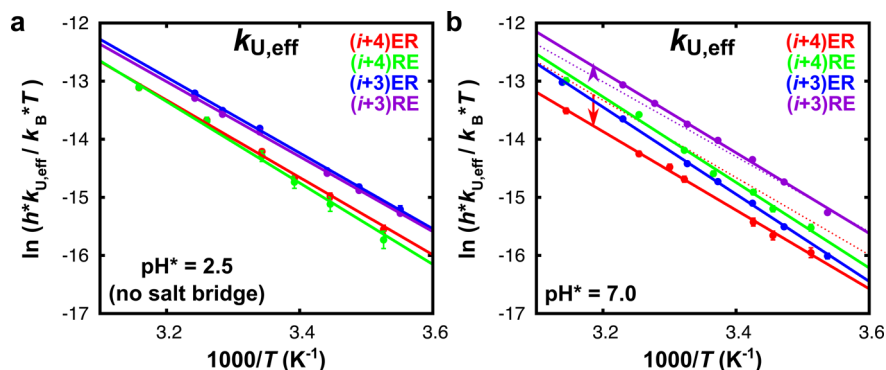 a
k_U,eff
(i+4)ER
(i+4)RE
(i+3)ER
(i+3)RE
-12
-13
-14
-15
-16
-17
ln (h*k_U,eff / k_B*T)
pH* = 2.5
(no salt bridge)
3.2
3.4
3.6
1000/T (K⁻¹)
b
k_U,eff
(i+4)ER
(i+4)RE
(i+3)ER
(i+3)RE
-12
-13
-14
-15
-16
-17
ln (h*k_U,eff / k_B*T)
pH* = 7.0
3.2
3.4
3.6
1000/T (K⁻¹)